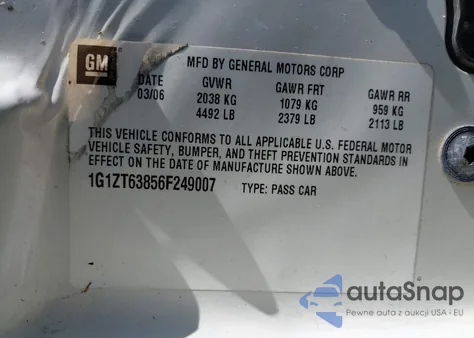 GM
MFD BY GENERAL MOTORS CORP
DATE GVWR GAWR FRT GAWR RR
03/06 2038 KG 1079 KG 959 KG
4492 LB 2379 LB 2113 LB
THIS VEHICLE CONFORMS TO ALL APPLICABLE U.S. FEDERAL MOTOR
VEHICLE SAFETY, BUMPER, AND THEFT PREVENTION STANDARDS IN
EFFECT ON THE DATE OF MANUFACTURE SHOWN ABOVE.
1G1ZT63856F249007 TYPE: PASS CAR
autoSnap
Pewne auta z aukcji USA i EU